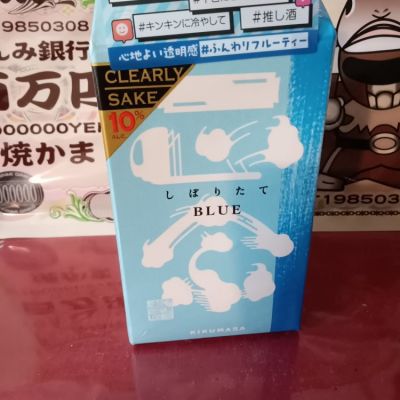 #キンキンに冷やして
#推し酒
心地よい透明感 #ふんわりフルーティー
CLEARLY
SAKE
10%
ALC.
しぼりたて
BLUE
KIKUMASA
19850308
み銀行
百万円
000000YEN
焼かま
19850